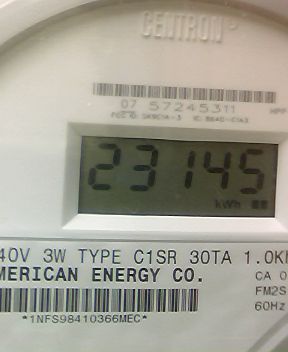 CENTRON
07 57245311
23145
kWh
40V 3W TYPE C1SR 30TA 1.0K
MERICAN ENERGY CO.
CA 0
FM2S
60Hz
*1NFS98410366MEC*